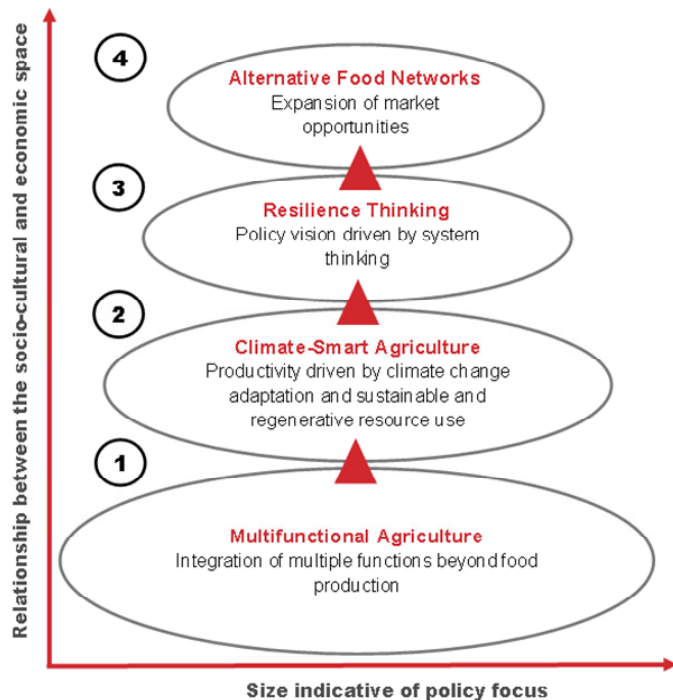 Relationship between the socio-cultural and economic space
4
Alternative Food Networks
Expansion of market
opportunities
3
Resilience Thinking
Policy vision driven by system
thinking
2
Climate-Smart Agriculture
Productivity driven by climate change
adaptation and sustainable and
regenerative resource use
1
Multifunctional Agriculture
Integration of multiple functions beyond food
production
Size indicative of policy focus